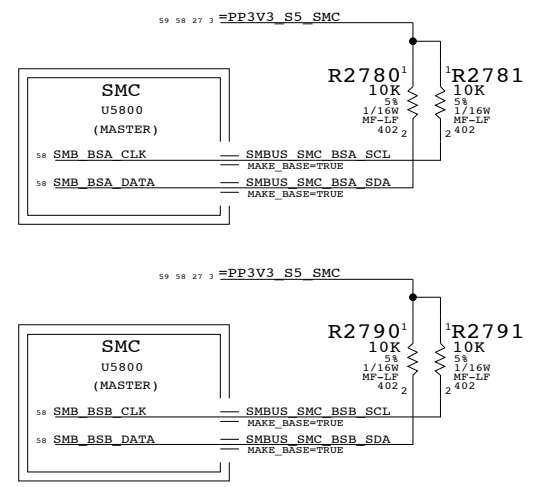 59 58 27 3 =PP3V3_S5_SMC
R2780 1
10K
5%
1/16W
MF-LF
402 2
1 R2781
10K
5%
1/16W
MF-LF
2 402
SMC
U5800
(MASTER)
58 SMB_BSA_CLK
SMBUS_SMC_BSA_SCL
MAKE_BASE=TRUE
58 SMB_BSA_DATA
SMBUS_SMC_BSA_SDA
MAKE_BASE=TRUE
59 58 27 3 =PP3V3_S5_SMC
R2790 1
10K
5%
1/16W
MF-LF
402 2
1 R2791
10K
5%
1/16W
MF-LF
2 402
SMC
U5800
(MASTER)
58 SMB_BSB_CLK
SMBUS_SMC_BSB_SCL
MAKE_BASE=TRUE
58 SMB_BSB_DATA
SMBUS_SMC_BSB_SDA
MAKE_BASE=TRUE